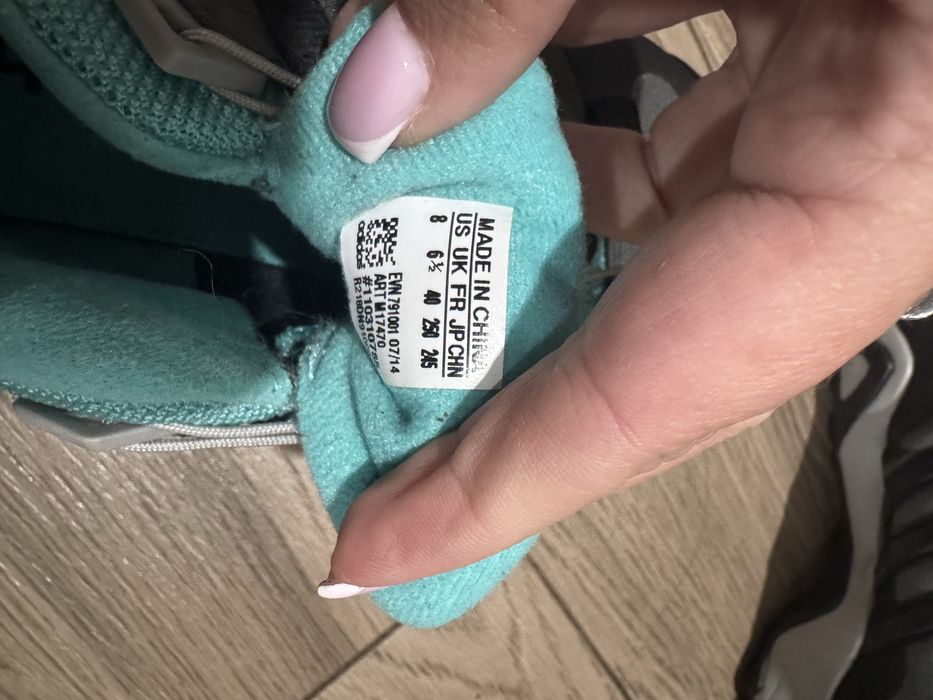 MADE IN CHINA
US UK FR JP CHN
8 6½ 40 250 245
EVN 791001 07/14
ART M17470
adidas